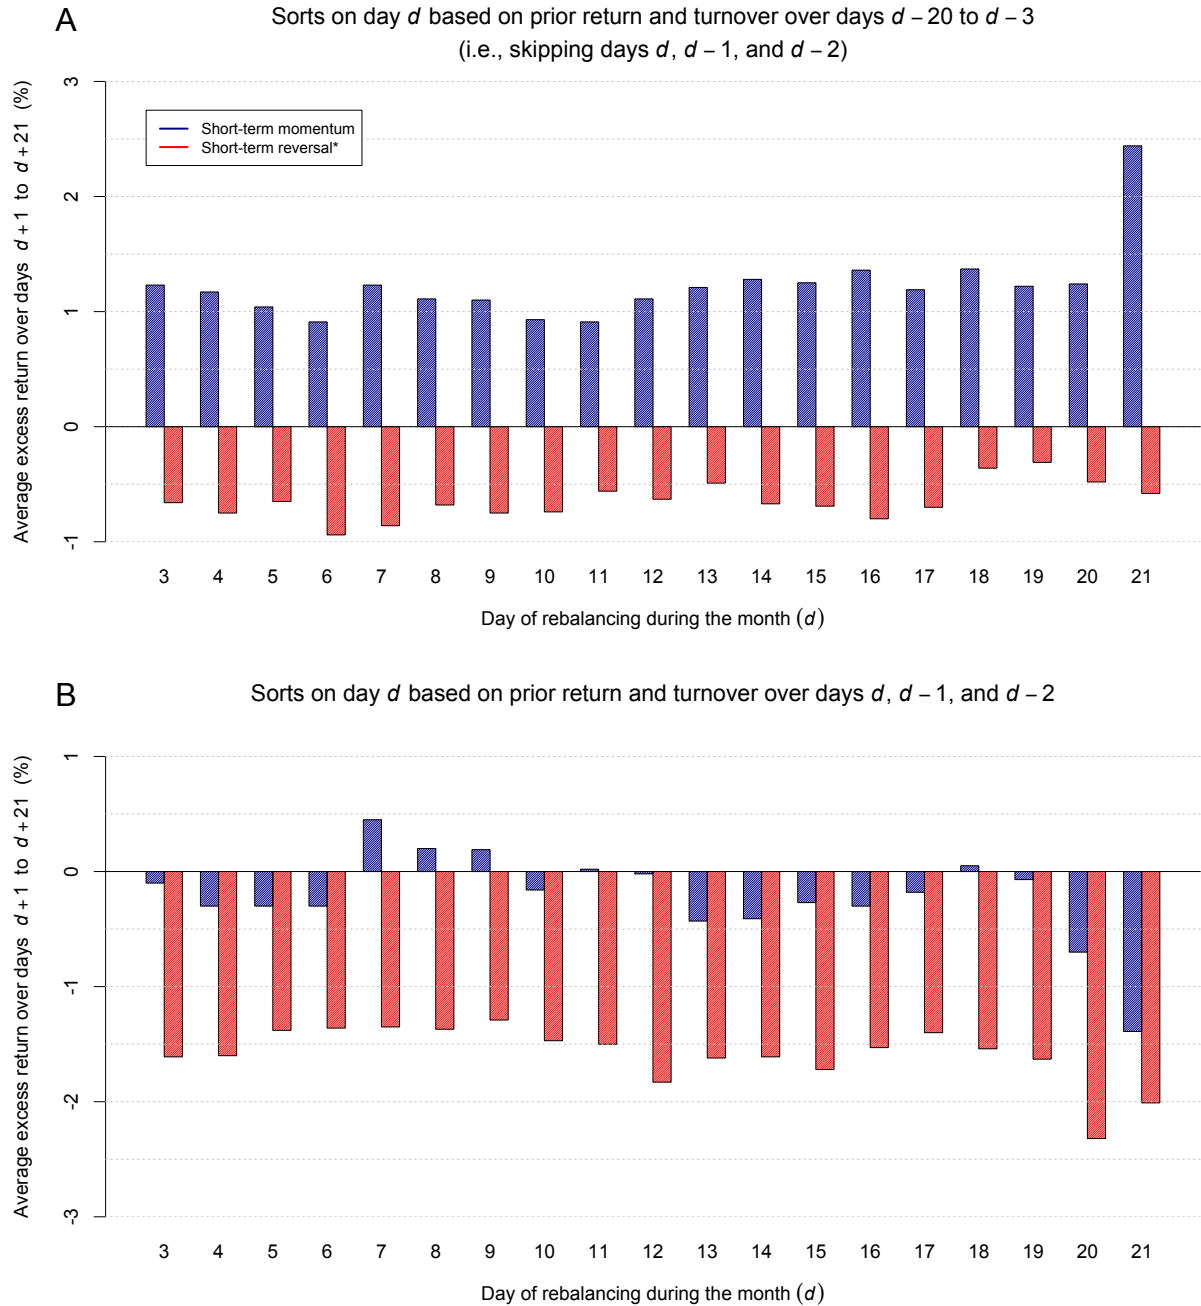 A
Sorts on day d based on prior return and turnover over days d − 20 to d − 3
(i.e., skipping days d, d − 1, and d − 2)
Average excess return over days d + 1 to d + 21 (%)
3
2
1
0
-1
Short-term momentum
Short-term reversal*
3 4 5 6 7 8 9 10 11 12 13 14 15 16 17 18 19 20 21
Day of rebalancing during the month (d)
B
Sorts on day d based on prior return and turnover over days d, d − 1, and d − 2
Average excess return over days d + 1 to d + 21 (%)
1
0
-1
-2
-3
3 4 5 6 7 8 9 10 11 12 13 14 15 16 17 18 19 20 21
Day of rebalancing during the month (d)